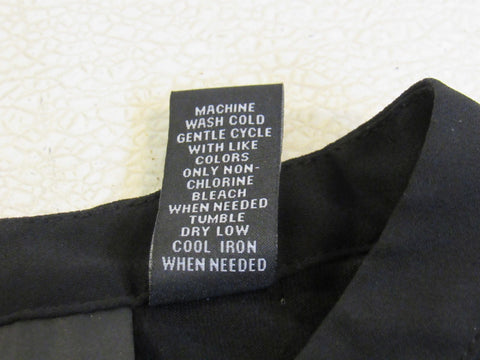 MACHINE
WASH COLD
GENTLE CYCLE
WITH LIKE
COLORS
ONLY NON-
CHLORINE
BLEACH
WHEN NEEDED
TUMBLE
DRY LOW
COOL IRON
WHEN NEEDED